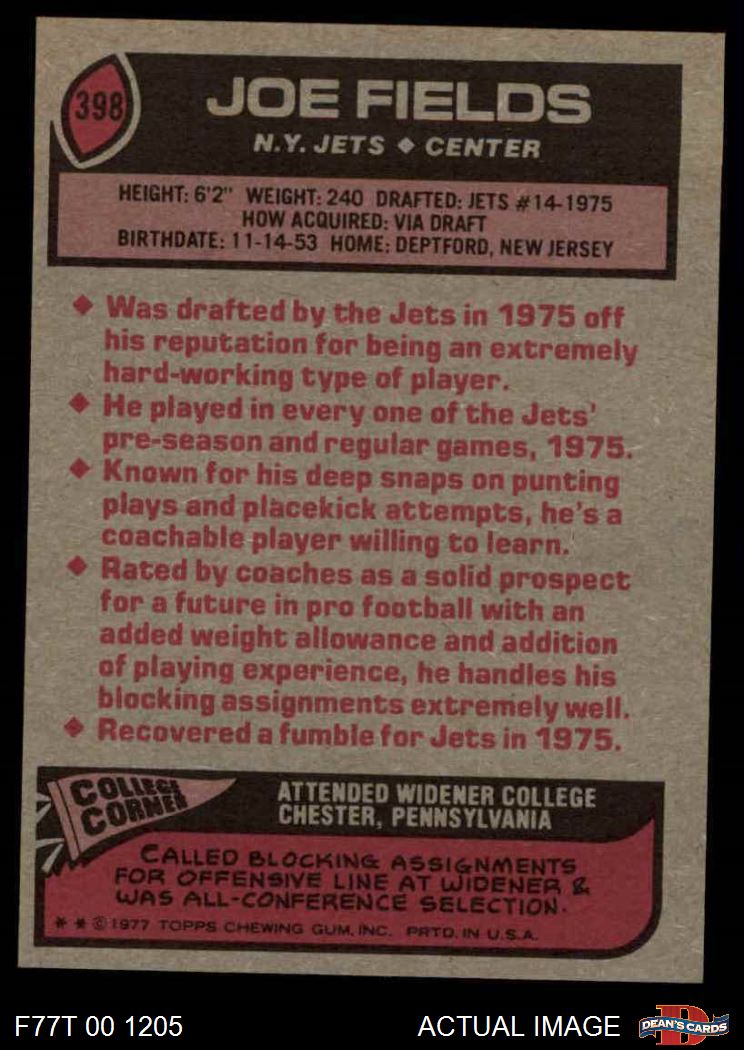 398
JOE FIELDS
N.Y. JETS ◆ CENTER
HEIGHT: 6'2" WEIGHT: 240 DRAFTED: JETS #14-1975
HOW ACQUIRED: VIA DRAFT
BIRTHDATE: 11-14-53 HOME: DEPTFORD, NEW JERSEY
◆ Was drafted by the Jets in 1975 off
his reputation for being an extremely
hard-working type of player.
◆ He played in every one of the Jets'
pre-season and regular games, 1975.
◆ Known for his deep snaps on punting
plays and placekick attempts, he's a
coachable player willing to learn.
◆ Rated by coaches as a solid prospect
for a future in pro football with an
added weight allowance and addition
of playing experience, he handles his
blocking assignments extremely well.
◆ Recovered a fumble for Jets in 1975.
COLLEGE
CORNER
ATTENDED WIDENER COLLEGE
CHESTER, PENNSYLVANIA
CALLED BLOCKING ASSIGNMENTS
FOR OFFENSIVE LINE AT WIDENER &
WAS ALL-CONFERENCE SELECTION.
* * © 1977 TOPPS CHEWING GUM, INC. PRTD. IN U.S.A.
F77T 00 1205
ACTUAL IMAGE
D
DEAN'S CARDS